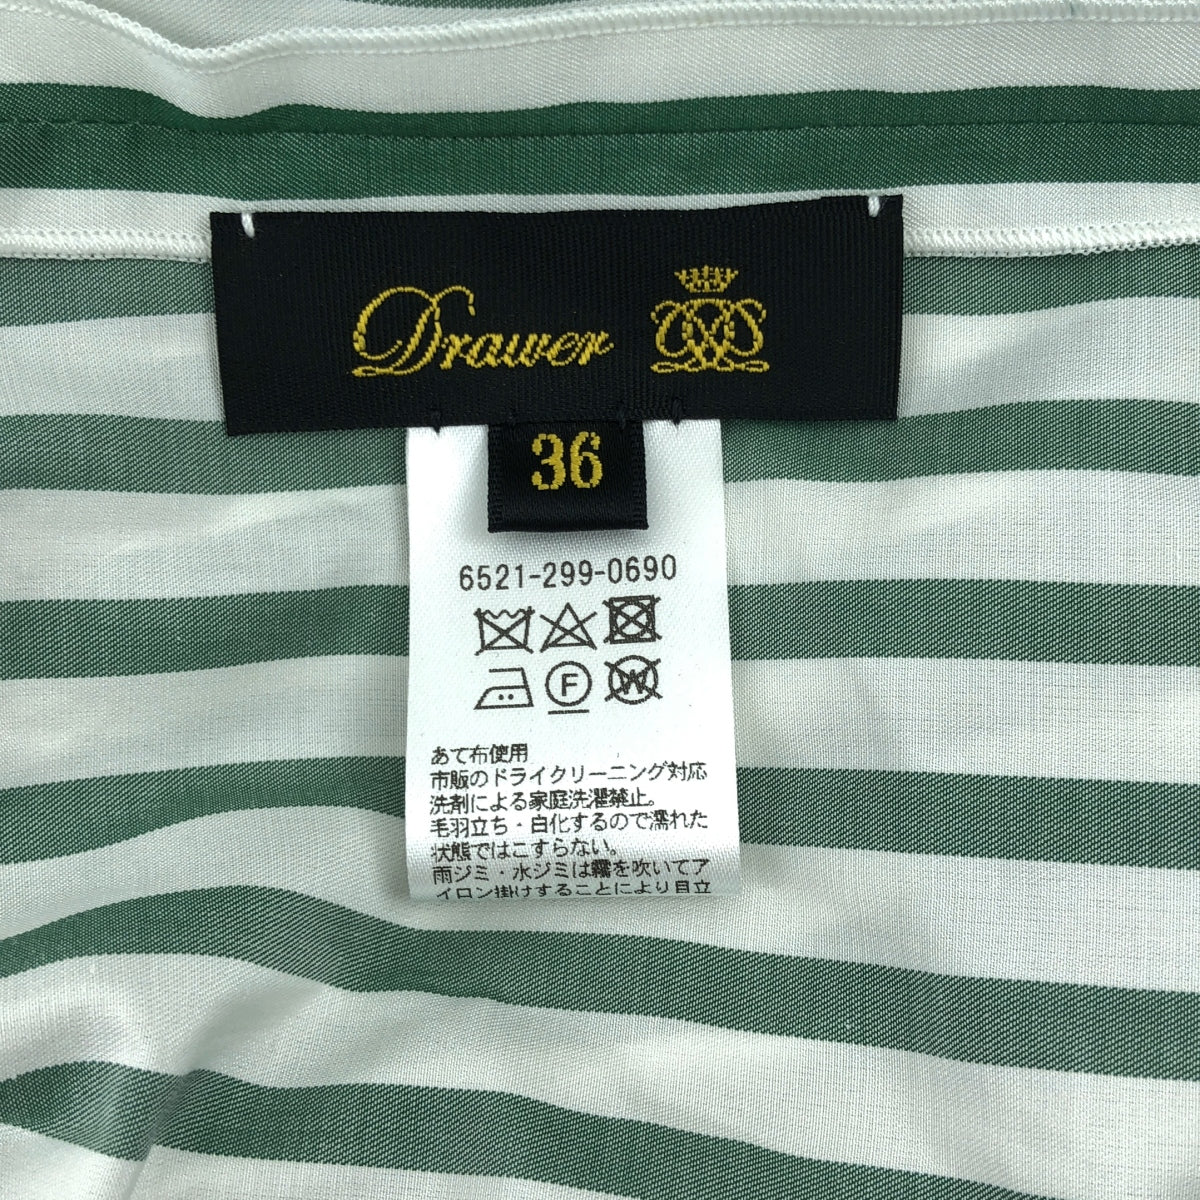 Drawer
36
6521-299-0690
F
W
あて布使用
市販のドライクリーニング対応
洗剤による家庭洗濯禁止。
毛羽立ち・白化するので濡れた
状態ではこすらない。
雨ジミ・水ジミは霧を吹いてア
イロン掛けすることにより目立